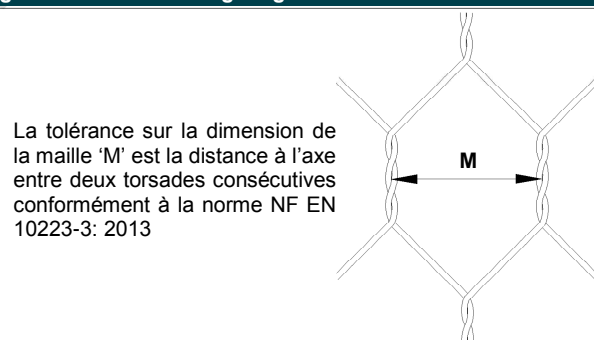 La tolérance sur la dimension de
la maille ‘M’ est la distance à l’axe
entre deux torsades consécutives
conformément à la norme NF EN
10223-3: 2013
M